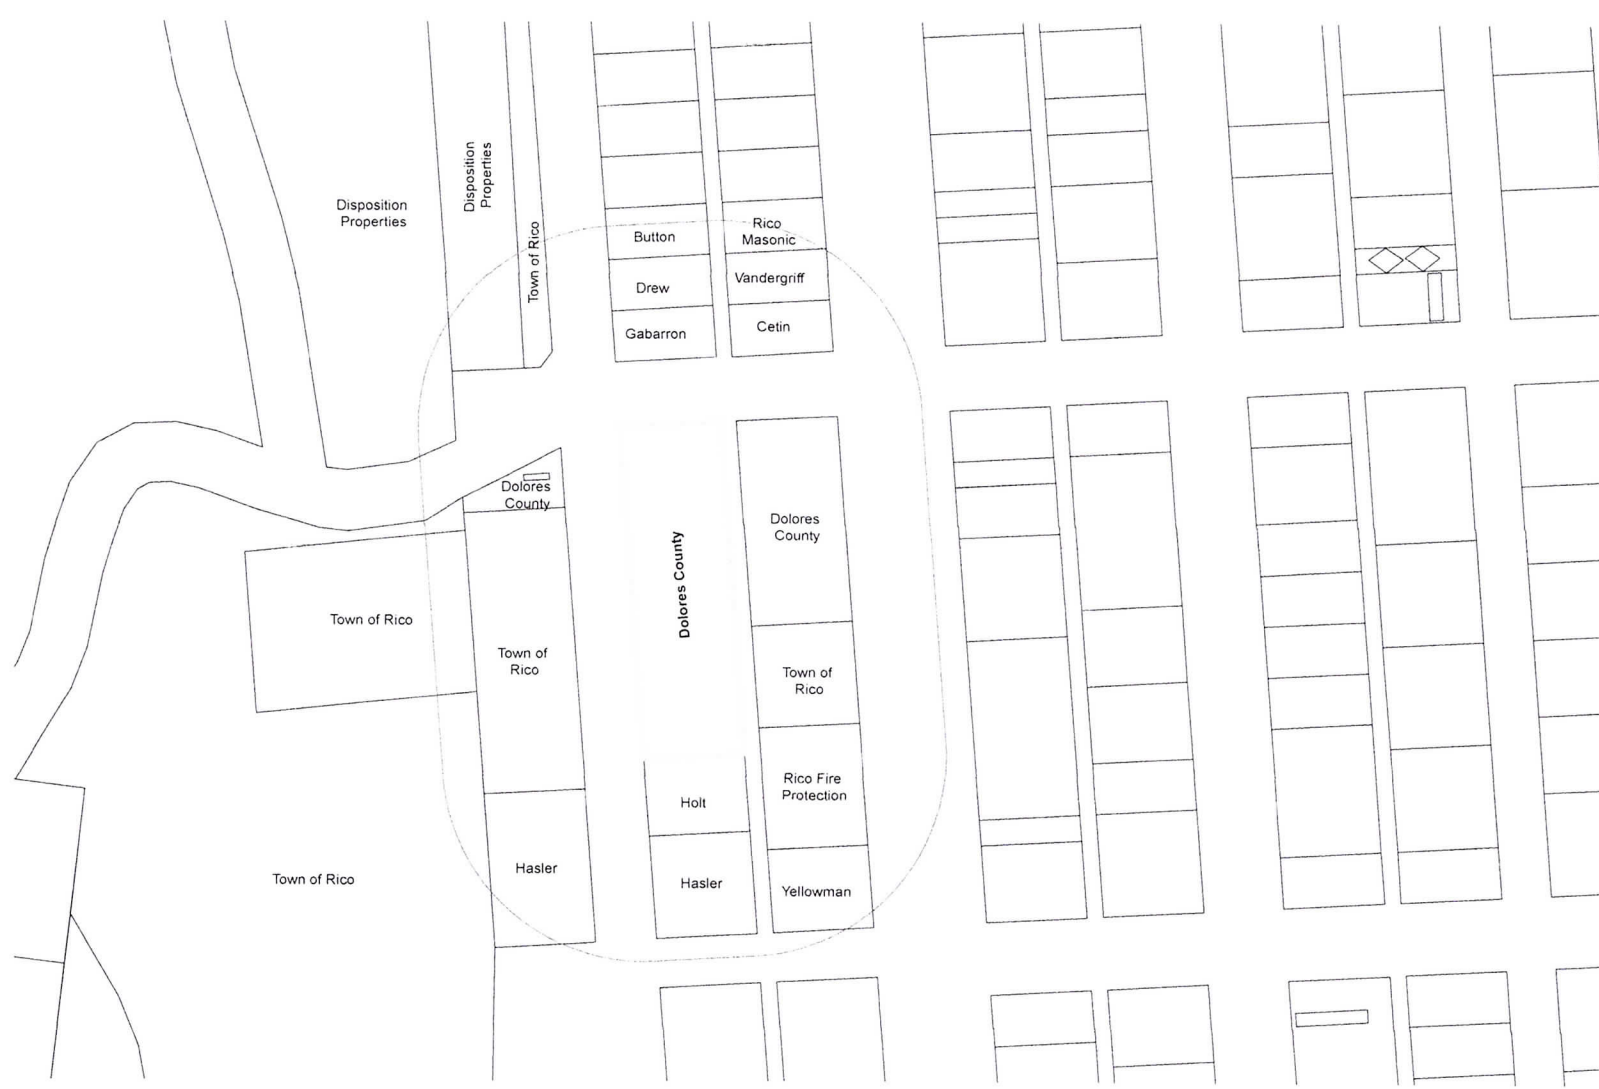 Disposition
Properties
Disposition
Properties
Town of Rico
Button
Rico
Masonic
Drew
Vandergriff
Gabarron
Cetin
Dolores
County
Dolores County
Dolores
County
Town of Rico
Town of
Rico
Town of
Rico
Rico Fire
Protection
Holt
Hasler
Hasler
Yellowman
Town of Rico